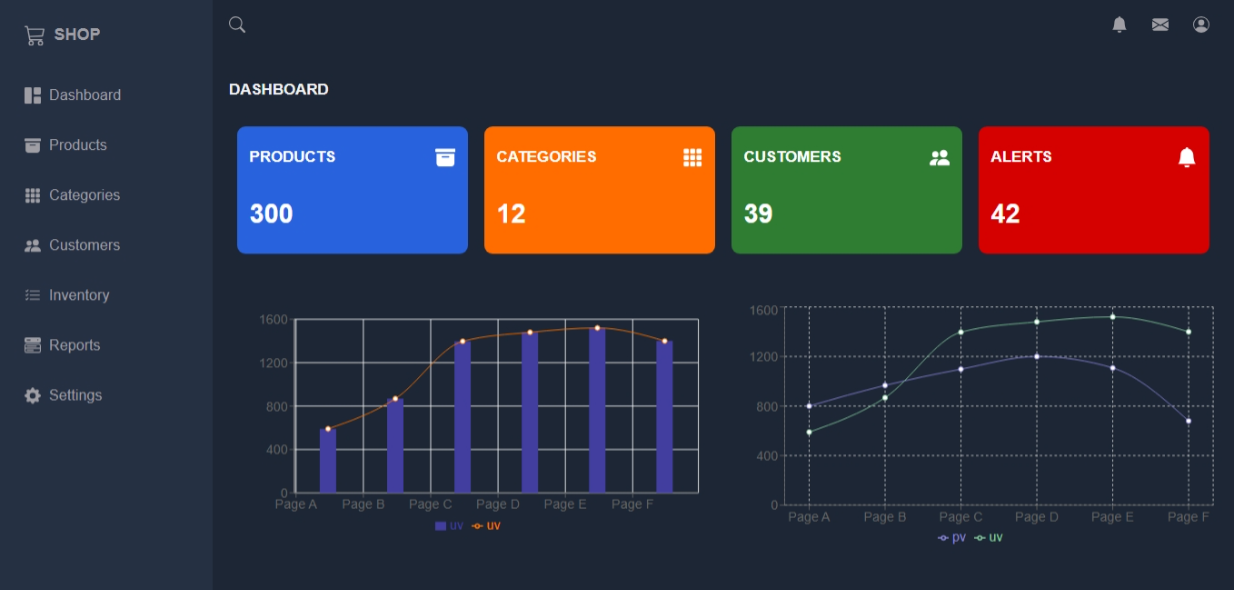 SHOP
Dashboard
Products
Categories
Customers
Inventory
Reports
Settings
DASHBOARD
PRODUCTS
300
CATEGORIES
12
CUSTOMERS
39
ALERTS
42
1600
1200
800
400
0
Page A Page B Page C Page D Page E Page F
uv uv
1600
1200
800
400
0
Page A Page B Page C Page D Page E Page F
pv uv